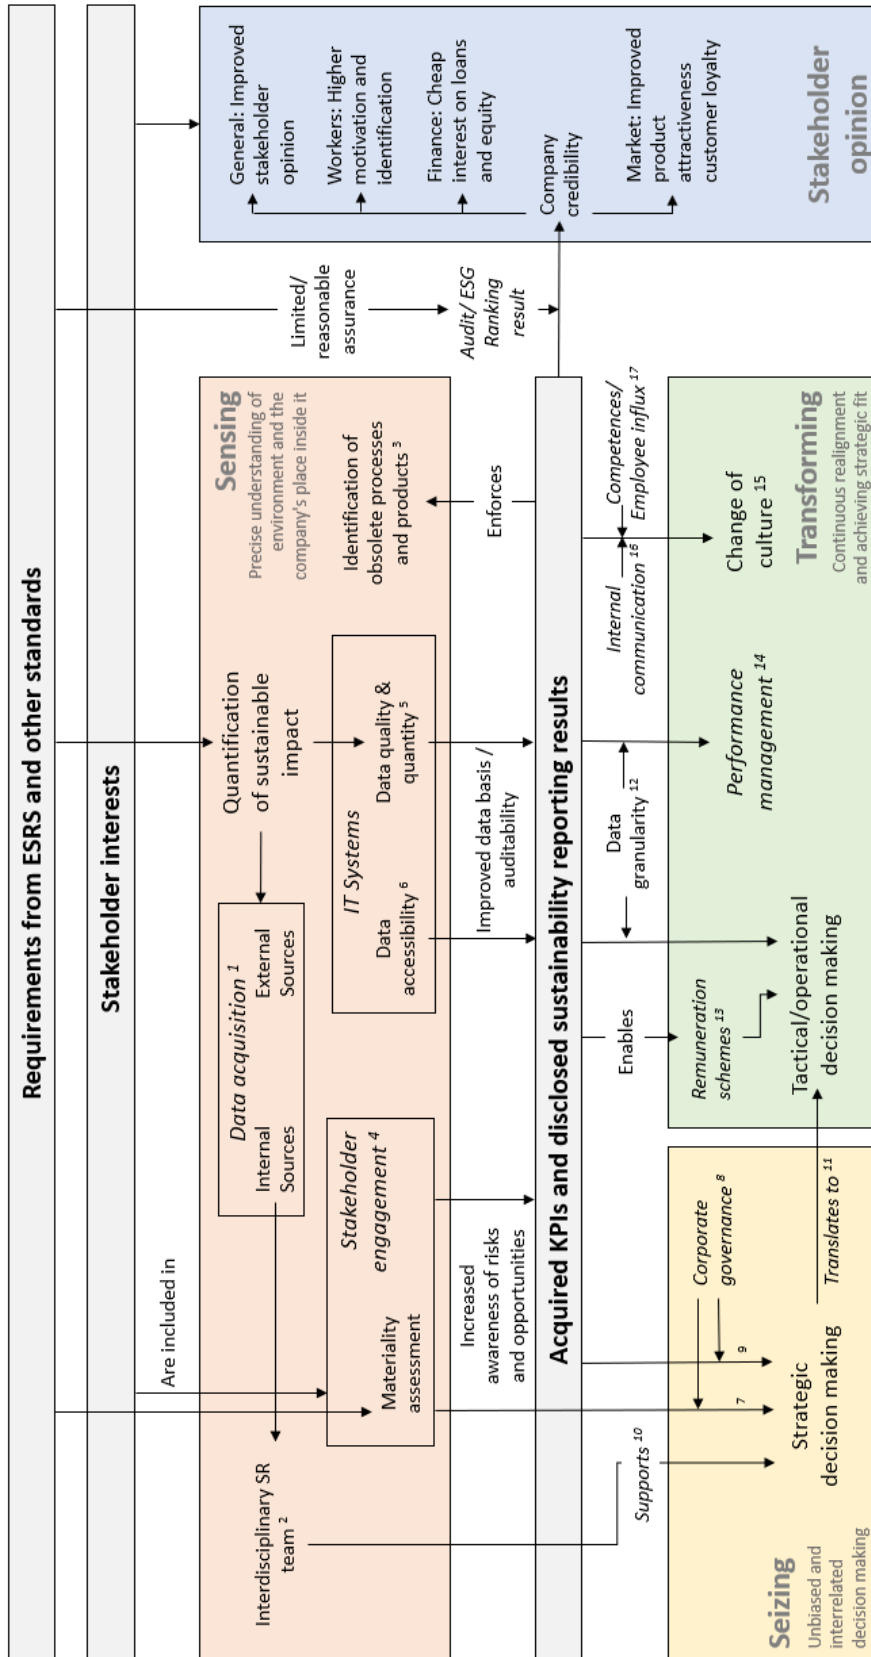 Requirements from ESRS and other standards
Stakeholder interests
Are included in
Sensing
Precise understanding of
environment and the
company's place inside it
Interdisciplinary SR
team 2
Data acquisition 1
Internal
Sources
External
Sources
Quantification
of sustainable
impact
Stakeholder
engagement 4
Materiality
assessment
IT Systems
Data
accessibility 6
Data quality &
quantity 5
Identification of
obsolete processes
and products 3
Limited/
reasonable
assurance
Audit/ ESG
Ranking
result
General: Improved
stakeholder
opinion
Workers: Higher
motivation and
identification
Finance: Cheap
interest on loans
and equity
Company
credibility
Market: Improved
product
attractiveness
customer loyalty
Stakeholder
opinion
Increased
awareness of risks
and opportunities
Improved data basis /
auditability
Enforces
Acquired KPIs and disclosed sustainability reporting results
Supports 10
7
9
Corporate
governance 8
Enables
Remuneration
schemes 13
Data
granularity 12
Internal
communication 16
Competences/
Employee influx 17
Seizing
Unbiased and
interrelated
decision making
Strategic
decision making
Translates to 11
Tactical/operational
decision making
Performance
management 14
Change of
culture 15
Transforming
Continuous realignment
and achieving strategic fit